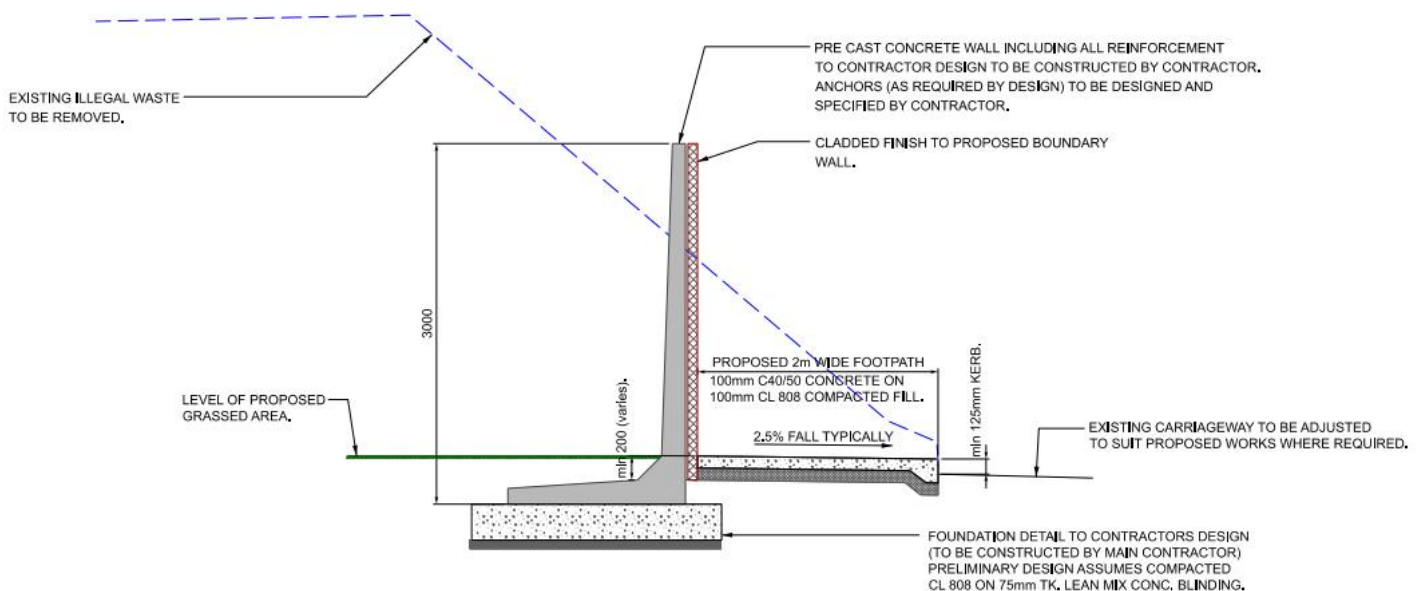 PRE CAST CONCRETE WALL INCLUDING ALL REINFORCEMENT
TO CONTRACTOR DESIGN TO BE CONSTRUCTED BY CONTRACTOR.
ANCHORS (AS REQUIRED BY DESIGN) TO BE DESIGNED AND
SPECIFIED BY CONTRACTOR.
EXISTING ILLEGAL WASTE
TO BE REMOVED.
CLADDED FINISH TO PROPOSED BOUNDARY
WALL.
3000
PROPOSED 2m WIDE FOOTPATH
100mm C40/50 CONCRETE ON
100mm CL 808 COMPACTED FILL.
min 125mm KERB.
LEVEL OF PROPOSED
GRASSED AREA.
min 200 (varies).
2.5% FALL TYPICALLY
EXISTING CARRIAGEWAY TO BE ADJUSTED
TO SUIT PROPOSED WORKS WHERE REQUIRED.
FOUNDATION DETAIL TO CONTRACTORS DESIGN
(TO BE CONSTRUCTED BY MAIN CONTRACTOR)
PRELIMINARY DESIGN ASSUMES COMPACTED
CL 808 ON 75mm TK. LEAN MIX CONC. BLINDING.